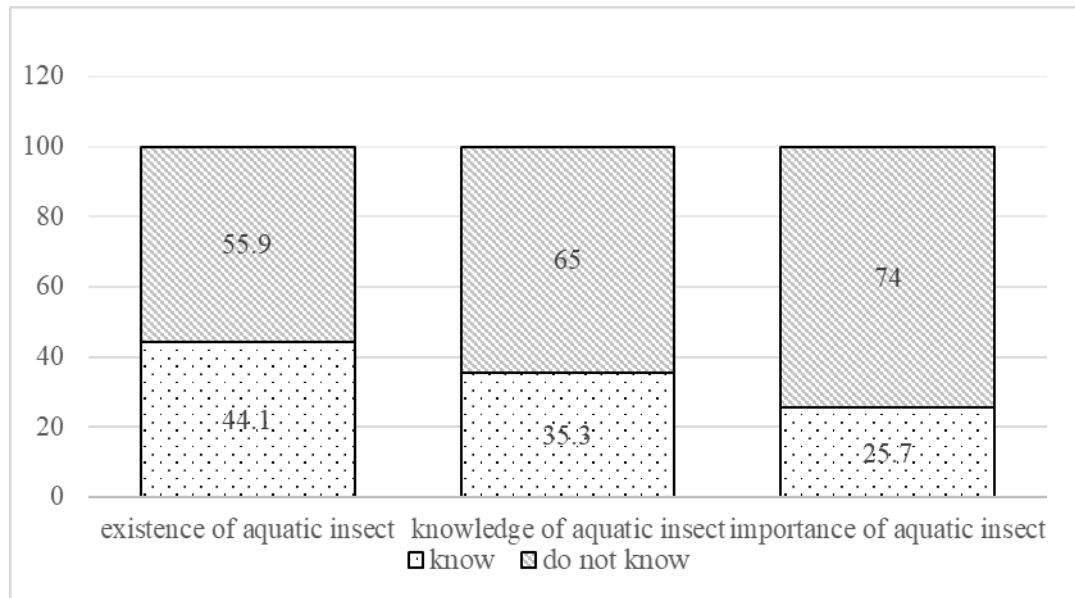 120
100
80
60
40
20
0
55.9
65
74
44.1
35.3
25.7
existence of aquatic insect
knowledge of aquatic insect
importance of aquatic insect
know
do not know